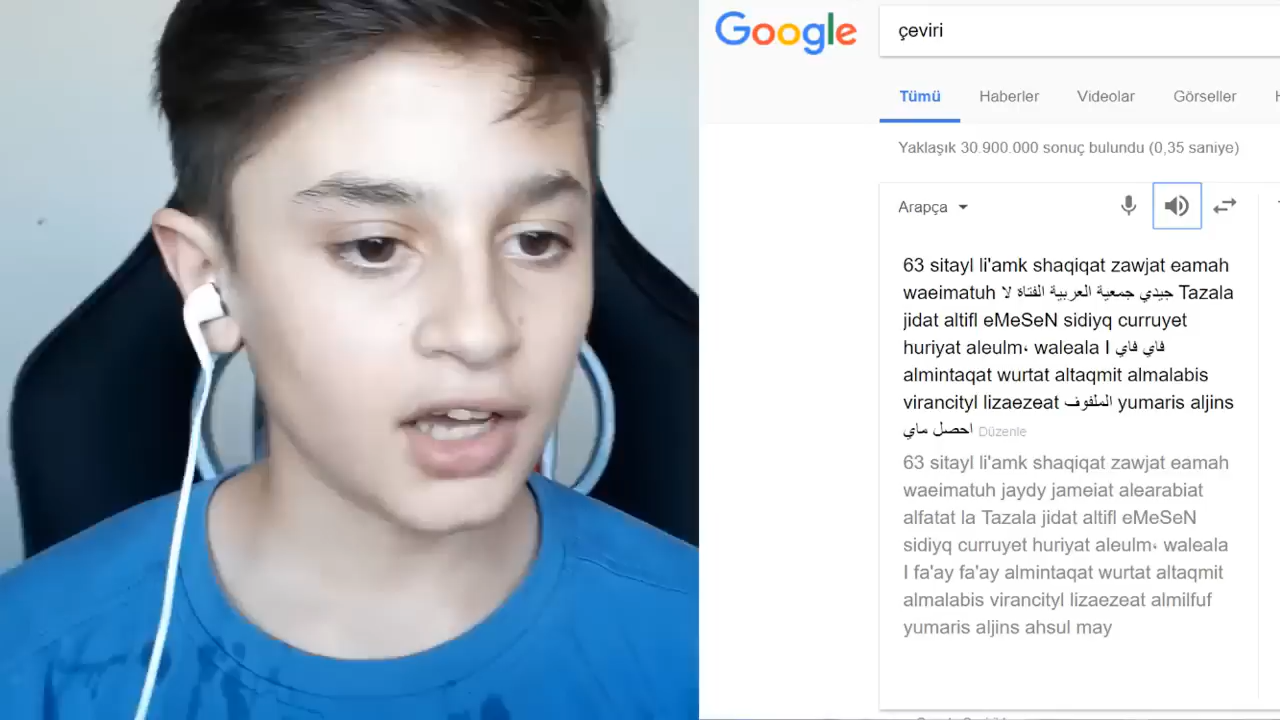 Google
çeviri
Tümü Haberler Videolar Görseller
Yaklaşık 30.900.000 sonuç bulundu (0,35 saniye)
Arapça
63 sitayl li'amk shaqiqat zawjat eamah
waeimatuh جيدي جمعية العربية الفتاة لا Tazala
jidat altifl eMeSeN sidiyq curruyet
huriyat aleulm، waleala I فاي فاي
almintaqat wurtat altaqmit almalabis
virancityl lizaezeat الملفوف yumaris aljins
احصل ماي Düzenle
63 sitayl li'amk shaqiqat zawjat eamah
waeimatuh jaydy jameiat alearabiat
alfatat la Tazala jidat altifl eMeSeN
sidiyq curruyet huriyat aleulm، waleala
I fa'ay fa'ay almintaqat wurtat altaqmit
almalabis virancityl lizaezeat almilfuf
yumaris aljins ahsul may